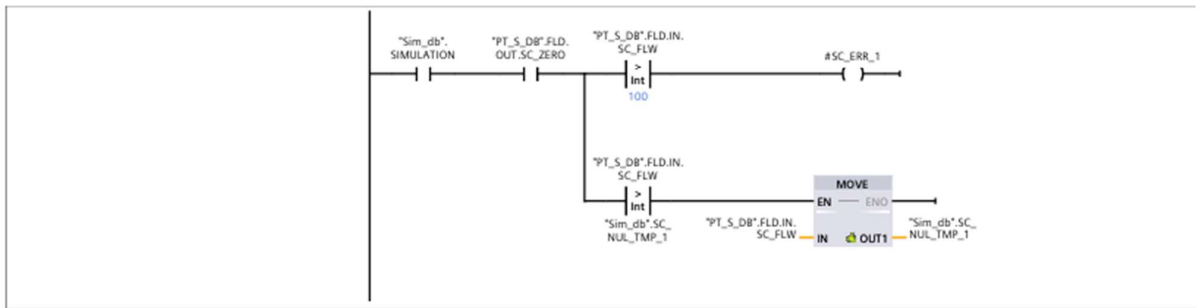 "Sim_db".
SIMULATION
"PT_S_DB".FLD.
OUT.SC_ZERO
"PT_S_DB".FLD.IN.
SC_FLW
>
Int
100
#SC_ERR_1
"PT_S_DB".FLD.IN.
SC_FLW
>
Int
"Sim_db".SC_
NUL_TMP_1
MOVE
EN
ENO
"PT_S_DB".FLD.IN.
SC_FLW
IN
OUT1
"Sim_db".SC_
NUL_TMP_1